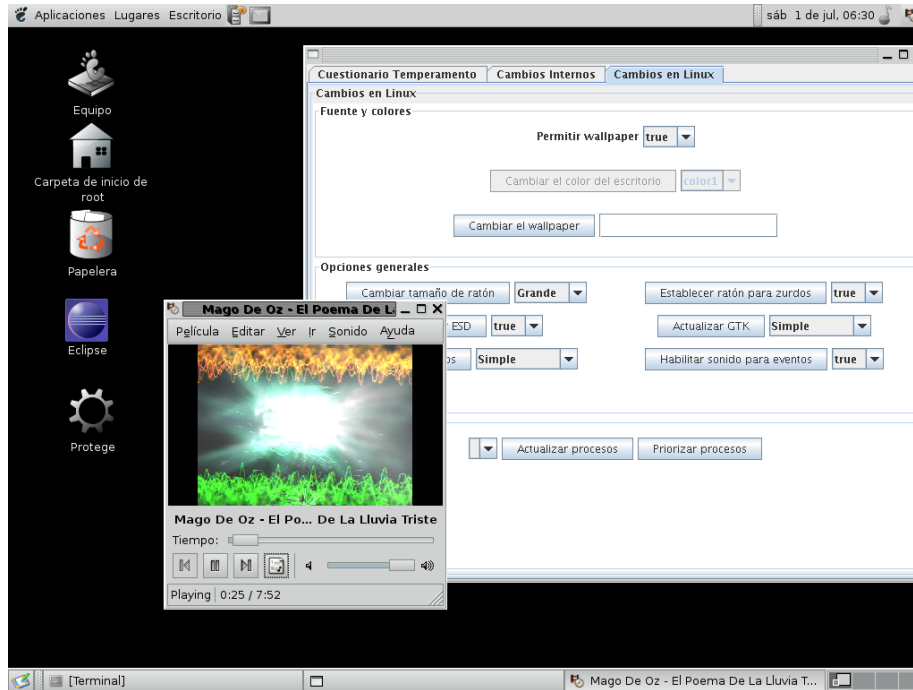 Aplicaciones Lugares Escritorio
sáb 1 de jul, 06:30
Equipo
Carpeta de inicio de
root
Papelera
Eclipse
Protege
Cuestionario Temperamento Cambios Internos Cambios en Linux
Cambios en Linux
Fuente y colores
Permitir wallpaper true
Cambiar el color del escritorio color1
Cambiar el wallpaper
Opciones generales
Cambiar tamaño de ratón Grande Establecer ratón para zurdos true
ESD true Actualizar GTK Simple
os Simple Habilitar sonido para eventos true
Actualizar procesos Priorizar procesos
Mago De Oz - El Poema De L
Película Editar Ver Ir Sonido Ayuda
Mago De Oz - El Po... De La Lluvia Triste
Tiempo:
Playing 0:25 / 7:52
[Terminal]
Mago De Oz - El Poema De La Lluvia T...